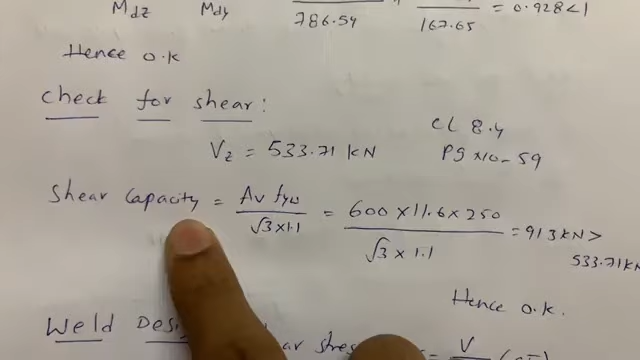 Mdz Mdy 786.54 + 167.65 = 0.928 < 1
Hence O.K
Check for shear:
Vz = 533.71 KN
CL 8.4
Pg no- 59
Shear Capacity = Av fyw / √3 × 1.1 = 600 × 11.6 × 250 / √3 × 1.1 = 913 KN >
533.71 KN
Hence O.K.
Weld stress = V